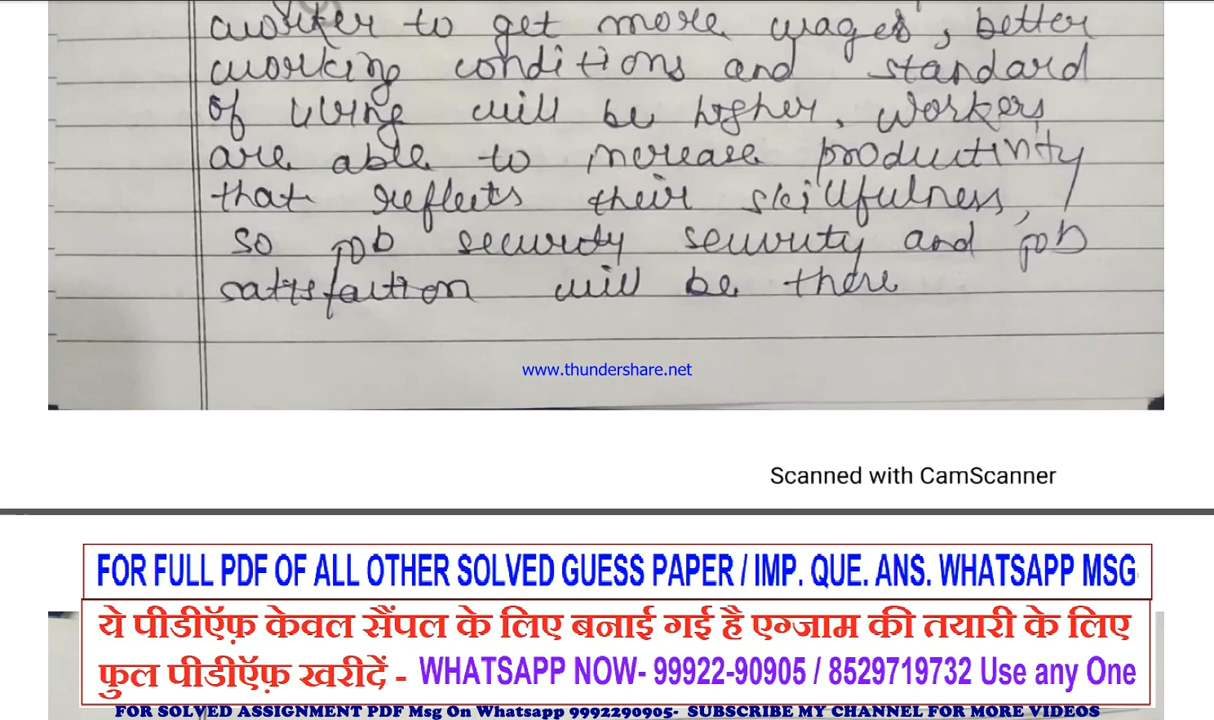 worker to get more wages, better
working conditions and standard
of living will be higher. workers
are able to increase productivity
that reflects their skillfulness,
so job security security and job
satisfaction will be there
www.thundershare.net
Scanned with CamScanner
FOR FULL PDF OF ALL OTHER SOLVED GUESS PAPER / IMP. QUE. ANS. WHATSAPP MSG
ये पीडीऍफ़ केवल सैंपल के लिए बनाई गई है एग्जाम की तयारी के लिए
फुल पीडीऍफ़ खरीदें - WHATSAPP NOW- 99922-90905 / 8529719732 Use any One
FOR SOLVED ASSIGNMENT PDF Msg On Whatsapp 9992290905- SUBSCRIBE MY CHANNEL FOR MORE VIDEOS